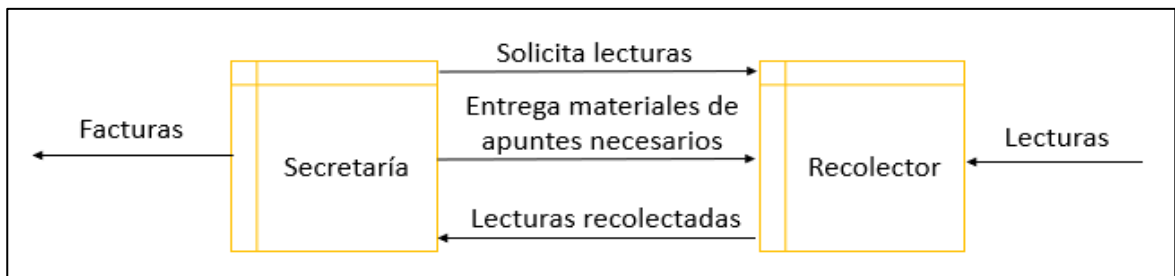 Solicita lecturas
Entrega materiales de
apuntes necesarios
Facturas
Secretaría
Recolector
Lecturas
Lecturas recolectadas